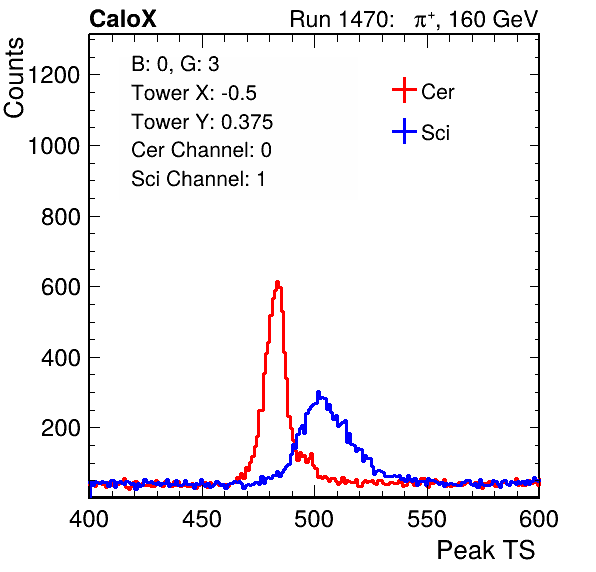 CaloX Run 1470: π⁺, 160 GeV
Counts
B: 0, G: 3
Tower X: -0.5
Tower Y: 0.375
Cer Channel: 0
Sci Channel: 1
Cer
Sci
1200
1000
800
600
400
200
400 450 500 550 600
Peak TS